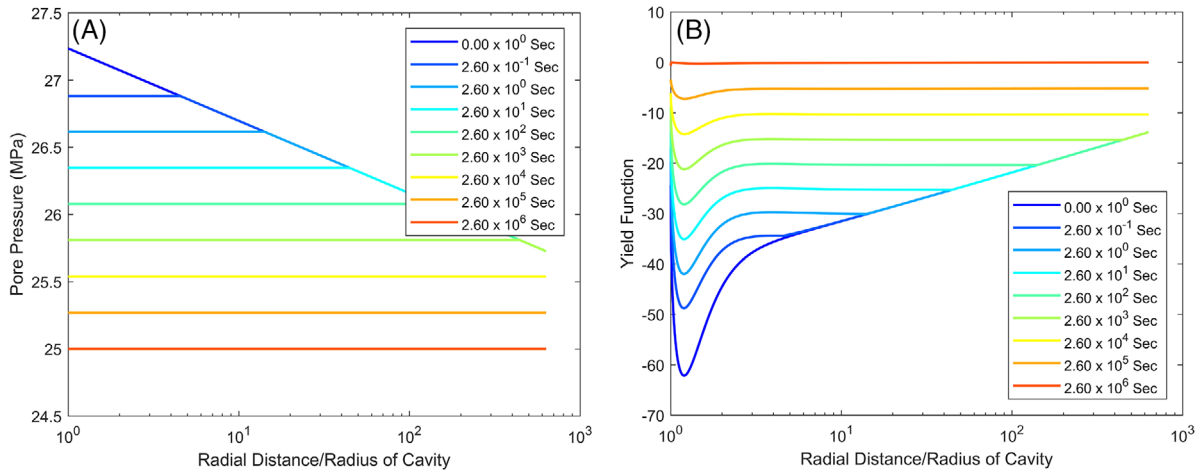 (A)
27.5
27
26.5
26
25.5
25
24.5
Pore Pressure (MPa)
0.00 x 10^0 Sec
2.60 x 10^-1 Sec
2.60 x 10^0 Sec
2.60 x 10^1 Sec
2.60 x 10^2 Sec
2.60 x 10^3 Sec
2.60 x 10^4 Sec
2.60 x 10^5 Sec
2.60 x 10^6 Sec
10^0 10^1 10^2 10^3
Radial Distance/Radius of Cavity
(B)
10
0
-10
-20
-30
-40
-50
-60
-70
Yield Function
0.00 x 10^0 Sec
2.60 x 10^-1 Sec
2.60 x 10^0 Sec
2.60 x 10^1 Sec
2.60 x 10^2 Sec
2.60 x 10^3 Sec
2.60 x 10^4 Sec
2.60 x 10^5 Sec
2.60 x 10^6 Sec
10^0 10^1 10^2 10^3
Radial Distance/Radius of Cavity